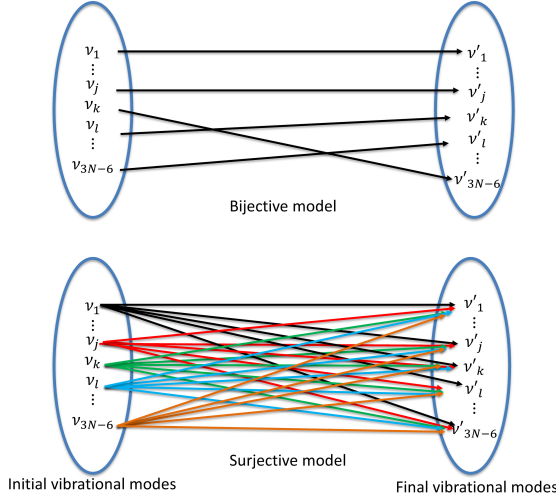 ν₁ ν'₁
⋮ ⋮
νⱼ ν'ⱼ
νₖ ν'ₖ
νₗ ν'ₗ
⋮ ⋮
ν₃N₋₆ ν'₃N₋₆
Bijective model
ν₁ ν'₁
⋮ ⋮
νⱼ ν'ⱼ
νₖ ν'ₖ
νₗ ν'ₗ
⋮ ⋮
ν₃N₋₆ ν'₃N₋₆
Surjective model
Initial vibrational modes Final vibrational modes